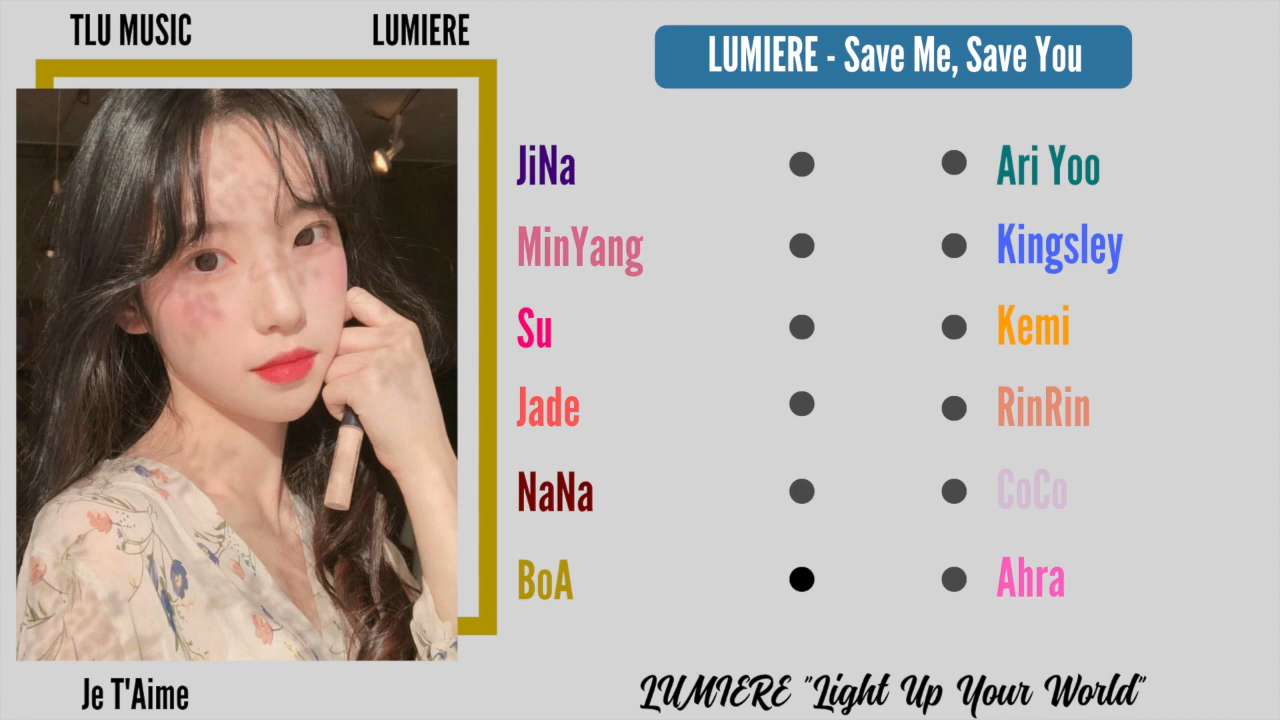 TLU MUSIC
LUMIERE
LUMIERE - Save Me, Save You
JiNa
Ari Yoo
MinYang
Kingsley
Su
Kemi
Jade
RinRin
NaNa
CoCo
BoA
Ahra
Je T'Aime
LUMIERE "Light Up Your World"